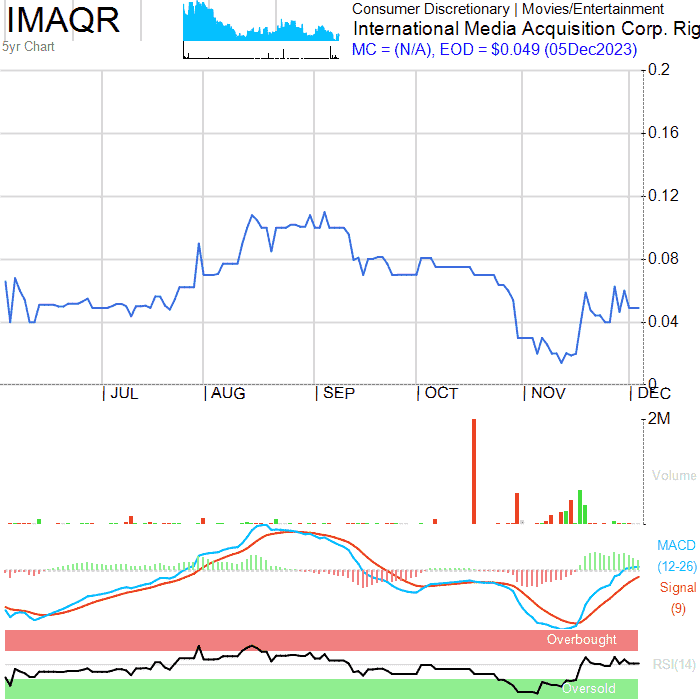 IMAQR
5yr Chart
Consumer Discretionary | Movies/Entertainment
International Media Acquisition Corp. Rig
MC = (N/A), EOD = $0.049 (05Dec2023)
0.2
0.16
0.12
0.08
0.04
0
JUL AUG SEP OCT NOV DEC
2M
Volume
MACD
(12-26)
Signal
(9)
Overbought
RSI(14)
Oversold